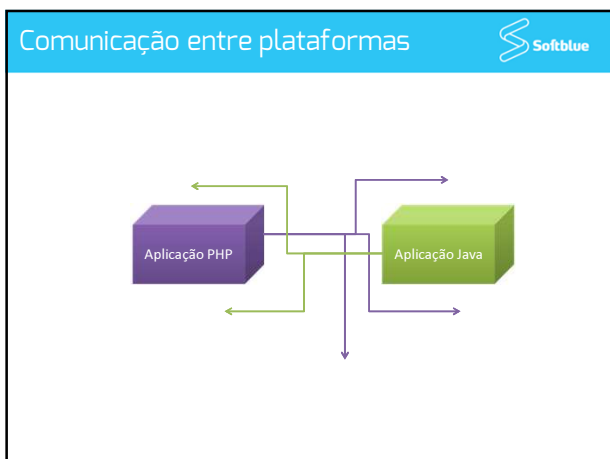 Comunicação entre plataformas
Softblue
Aplicação PHP
Aplicação Java